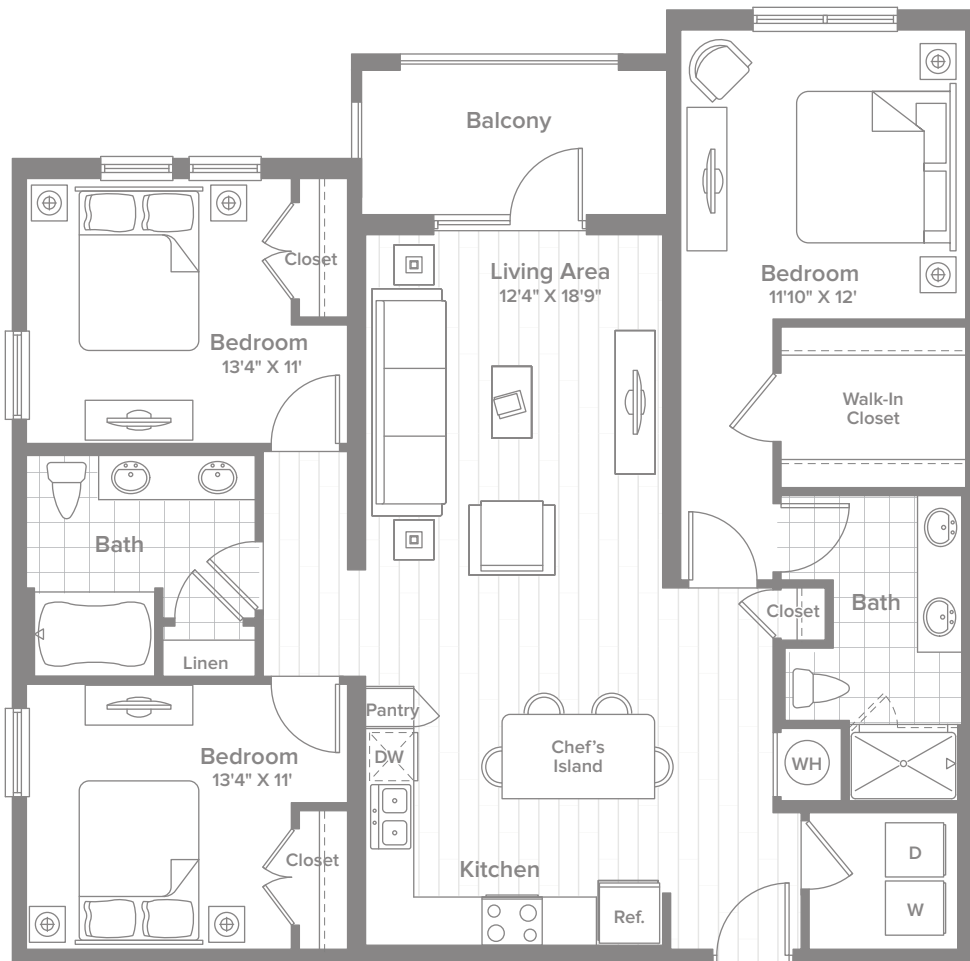 Balcony
Bedroom
11'10" X 12'
Living Area
12'4" X 18'9"
Closet
Bedroom
13'4" X 11'
Walk-In
Closet
Bath
Linen
Closet
Bath
Pantry
DW
Chef's
Island
WH
Bedroom
13'4" X 11'
Closet
Kitchen
Ref.
D
W